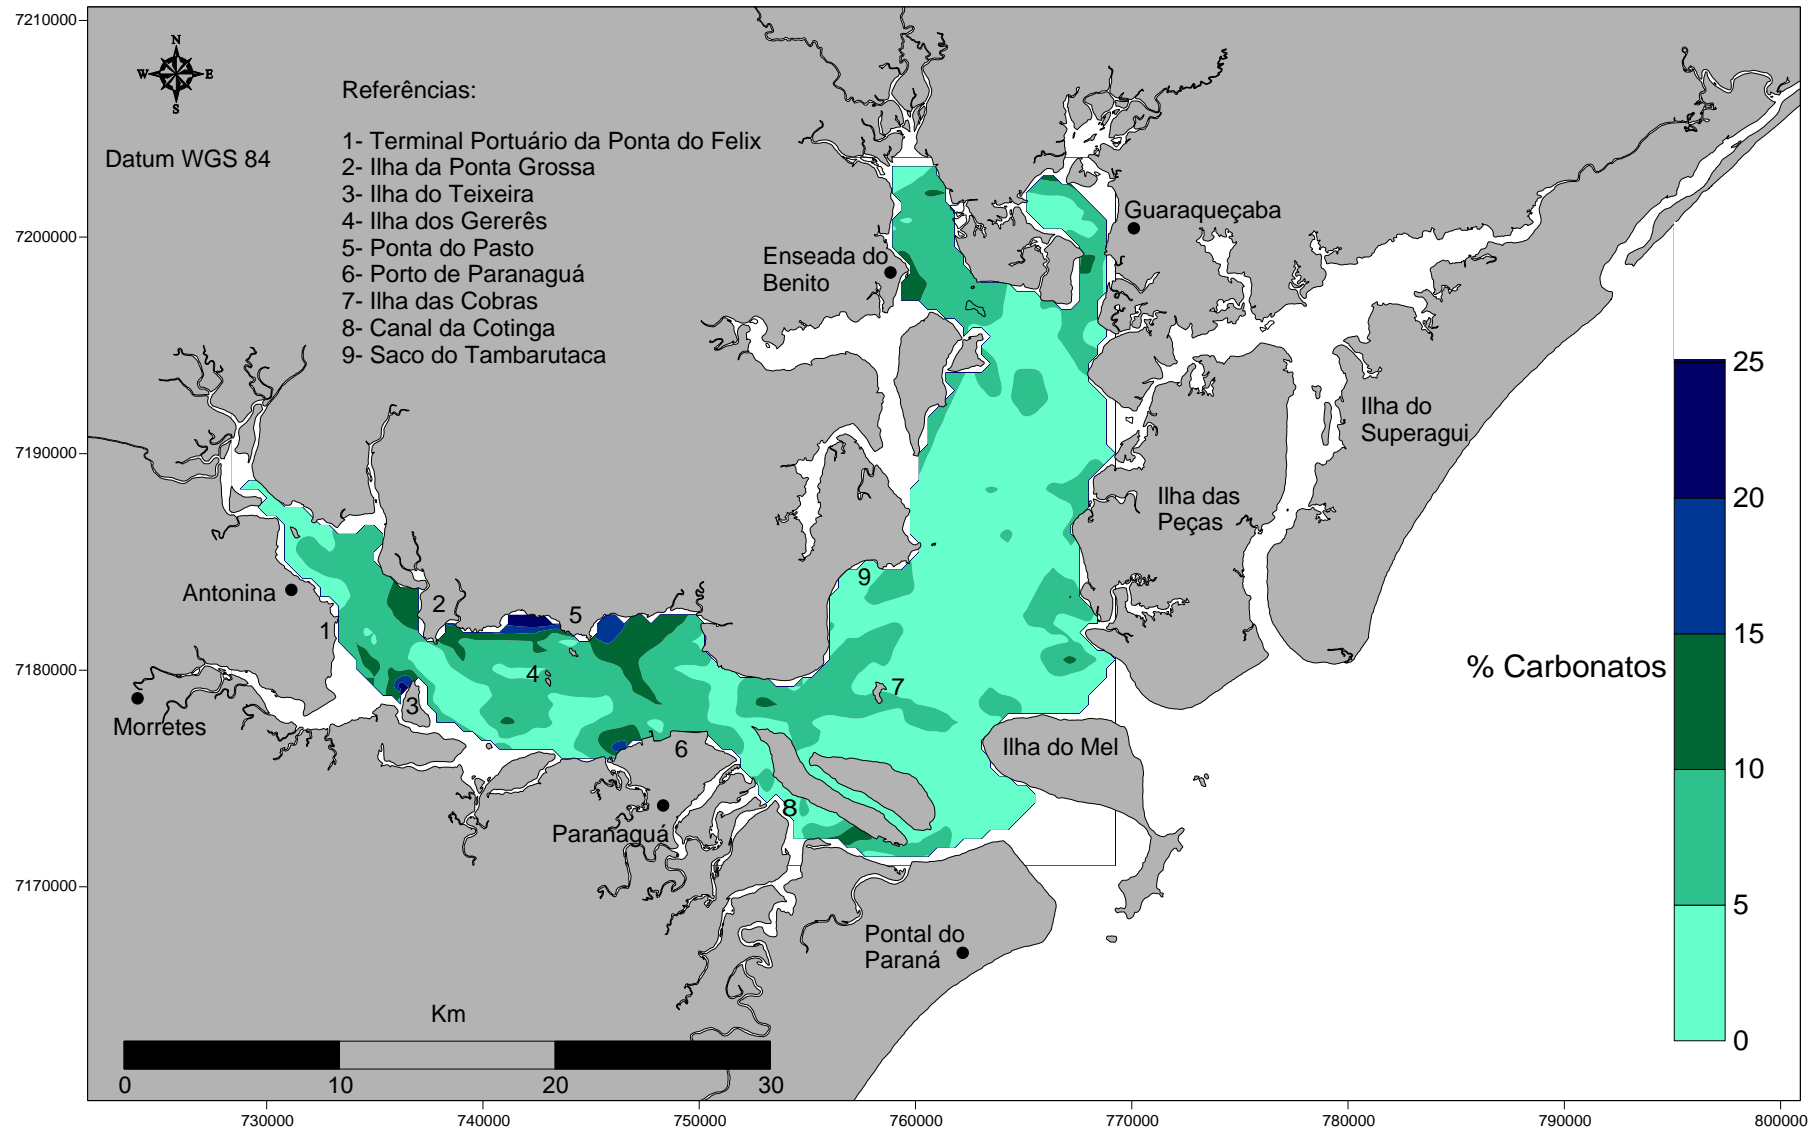 7210000
N
W E
S
Referências:
1- Terminal Portuário da Ponta do Felix
Datum WGS 84
2- Ilha da Ponta Grossa
3- Ilha do Teixeira
4- Ilha dos Gererês
5- Ponta do Pasto
6- Porto de Paranaguá
7- Ilha das Cobras
8- Canal da Cotinga
9- Saco do Tambarutaca
Guaraqueçaba
7200000
Enseada do
Benito
25
Ilha do
Superagui
7190000
Ilha das
Peças
20
9
Antonina
2
5
1
15
7180000
4
% Carbonatos
7
3
Morretes
6
Ilha do Mel
10
8
Paranaguá
7170000
5
Pontal do
Paraná
Km
0
0 10 20 30
730000 740000 750000 760000 770000 780000 790000 800000